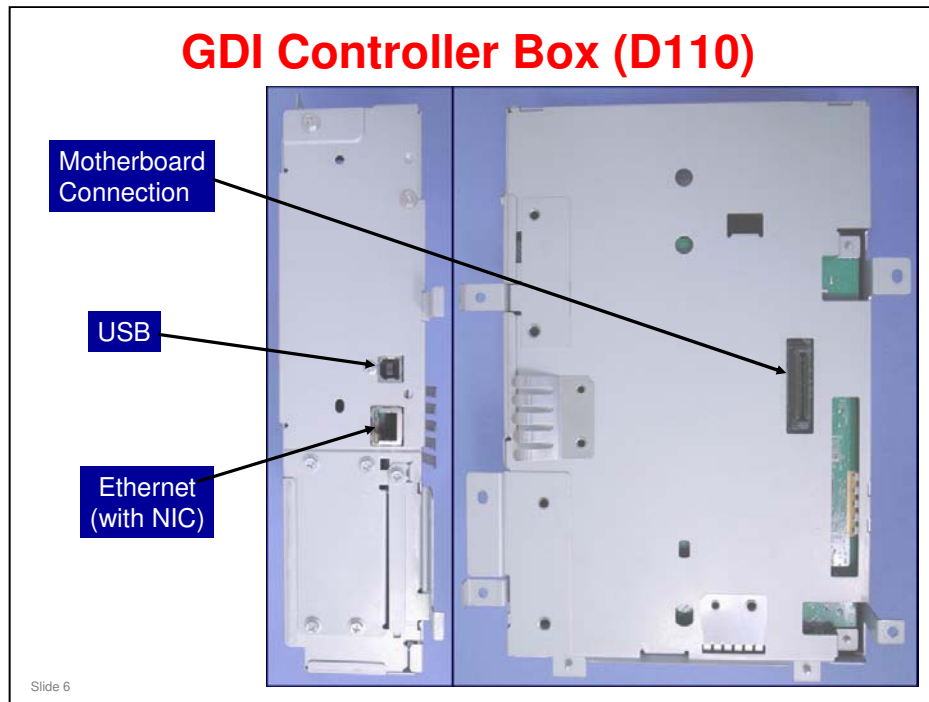 GDI Controller Box (D110)
Motherboard
Connection
USB
Ethernet
(with NIC)
Slide 6